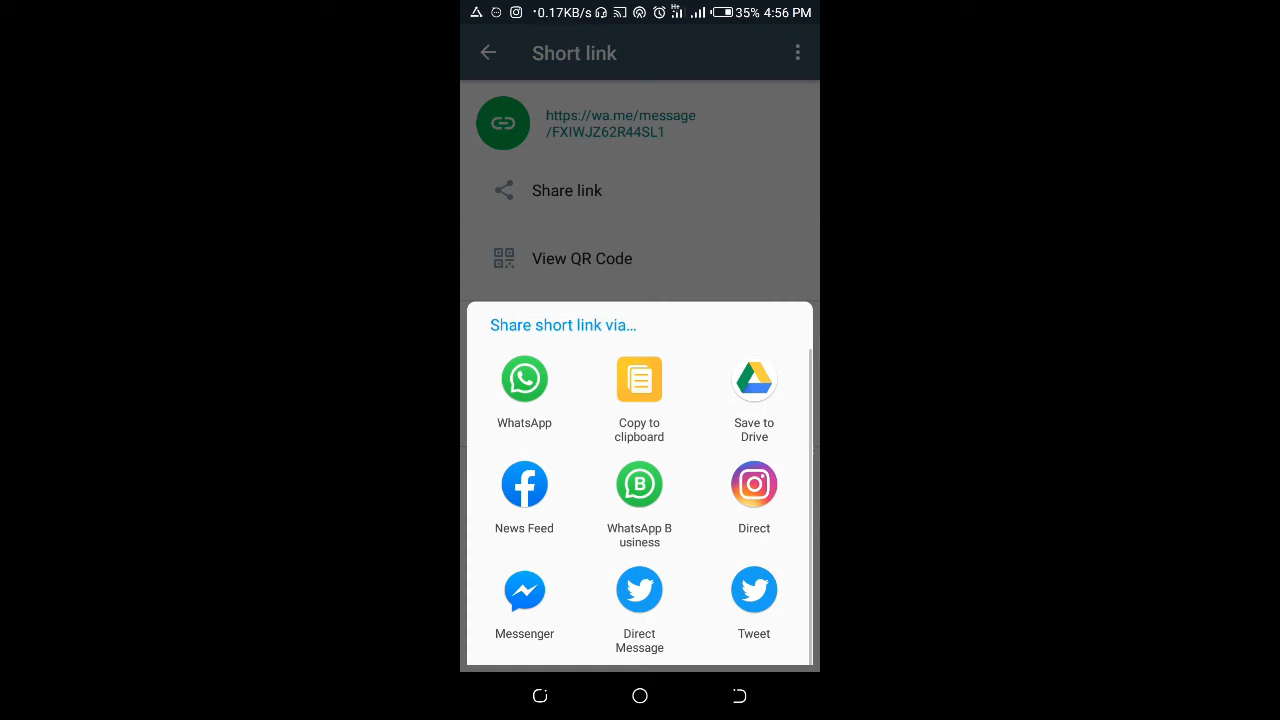 0.17KB/s H+ 35% 4:56 PM
Short link
https://wa.me/message
/FXIWJZ62R44SL1
Share link
View QR Code
Share short link via...
WhatsApp
Copy to
clipboard
Save to
Drive
News Feed
WhatsApp B
usiness
Direct
Messenger
Direct
Message
Tweet